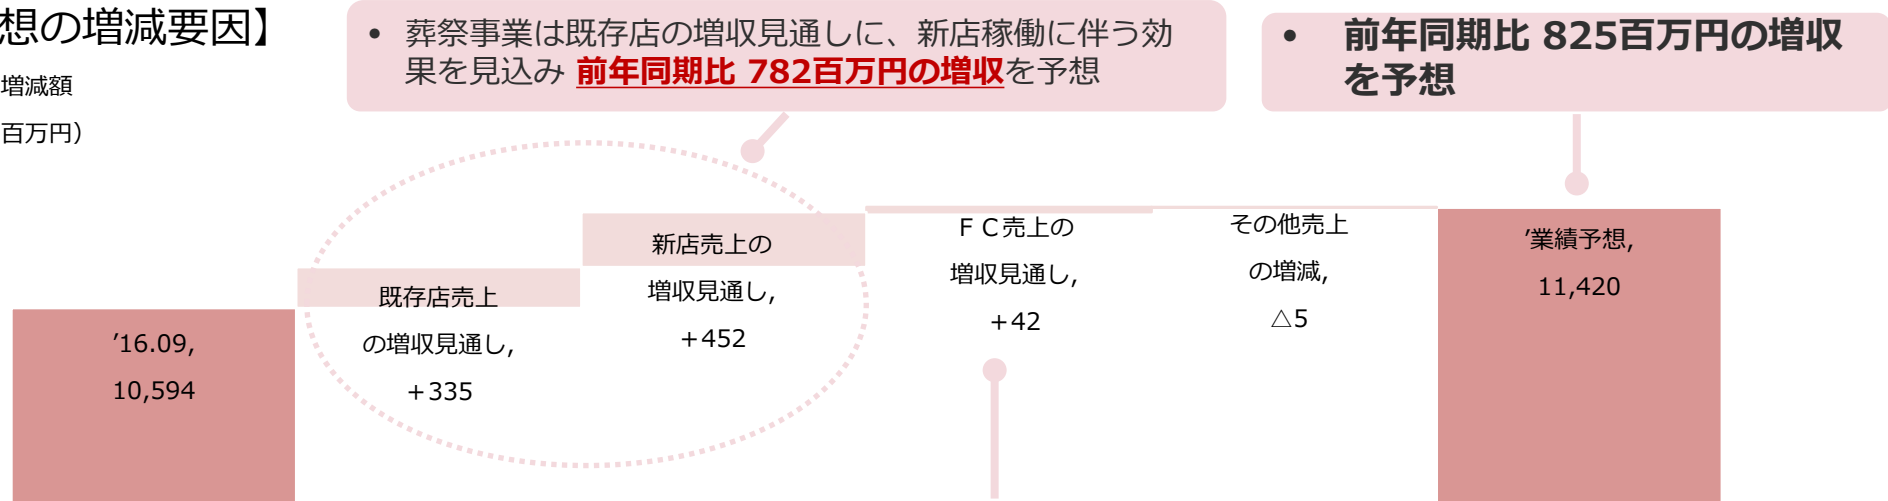 想の増減要因】
増減額
百万円）
• 葬祭事業は既存店の増収見通しに、新店稼働に伴う効
果を見込み 前年同期比 782百万円の増収を予想
• 前年同期比 825百万円の増収
を予想
’16.09,
10,594
既存店売上
の増収見通し,
+335
新店売上の
増収見通し,
+452
ＦＣ売上の
増収見通し,
+42
その他売上
の増減,
△5
’業績予想,
11,420